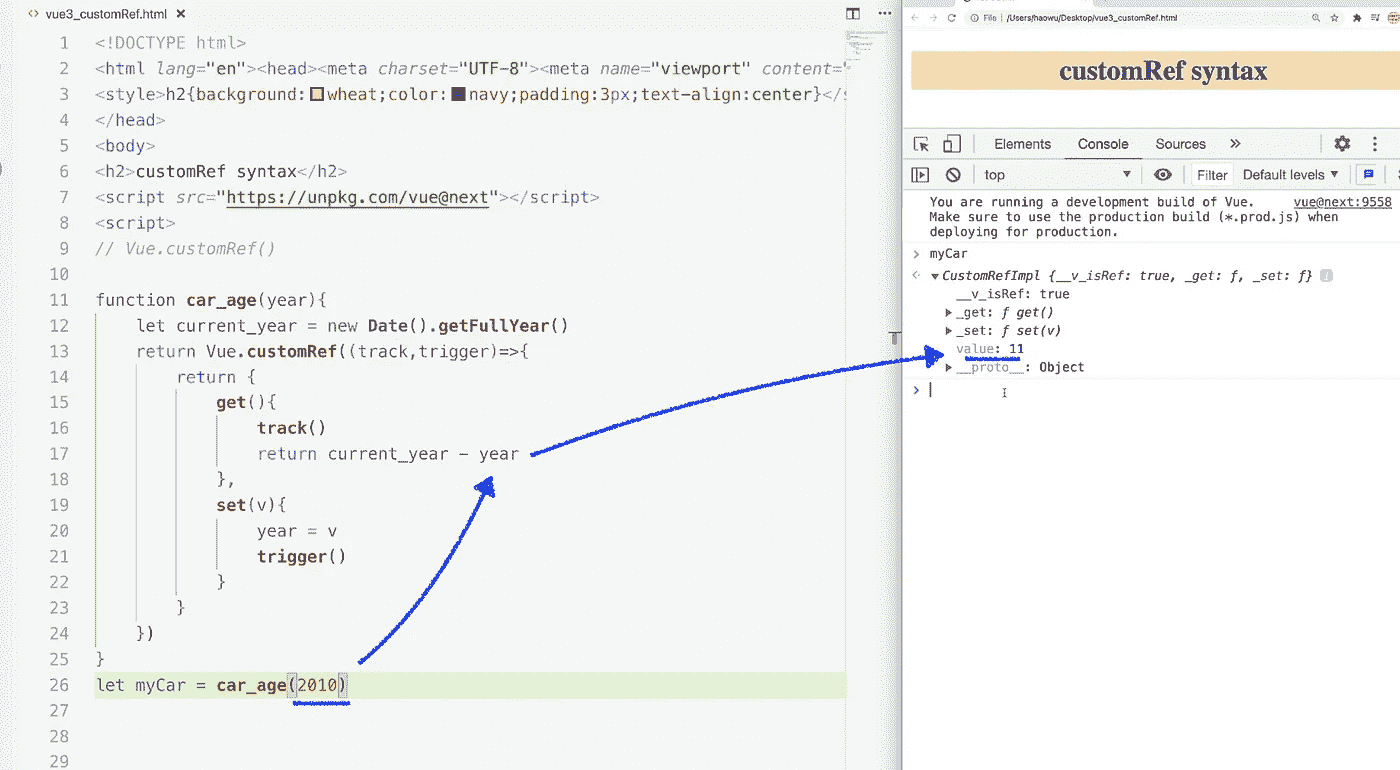 vue3_customRef.html
File | /Users/haowu/Desktop/vue3_customRef.html
1 <!DOCTYPE html>
2 <html lang="en"><head><meta charset="UTF-8"><meta name="viewport" content="
3 <style>h2{background:wheat;color:navy;padding:3px;text-align:center}</s
4 </head>
5 <body>
6 <h2>customRef syntax</h2>
7 <script src="https://unpkg.com/vue@next"></script>
8 <script>
9 // Vue.customRef()
10
11 function car_age(year){
12 let current_year = new Date().getFullYear()
13 return Vue.customRef((track,trigger)=>{
14 return {
15 get(){
16 track()
17 return current_year - year
18 },
19 set(v){
20 year = v
21 trigger()
22 }
23 }
24 })
25 }
26 let myCar = car_age(2010)
27
28
29
customRef syntax
Elements Console Sources »
top Filter Default levels
You are running a development build of Vue. vue@next:9558
Make sure to use the production build (*.prod.js) when
deploying for production.
> myCar
CustomRefImpl {__v_isRef: true, _get: ƒ, _set: ƒ} i
__v_isRef: true
_get: ƒ get()
_set: ƒ set(v)
value: 11
__proto__: Object
>